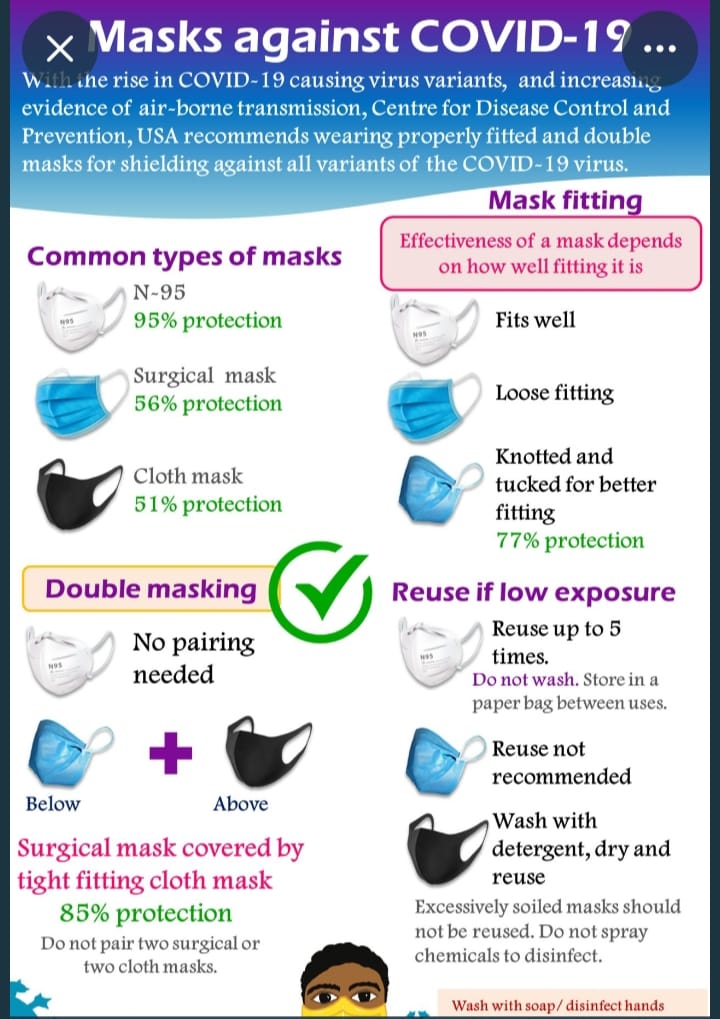 Masks against COVID-19
With the rise in COVID-19 causing virus variants, and increasing
evidence of air-borne transmission, Centre for Disease Control and
Prevention, USA recommends wearing properly fitted and double
masks for shielding against all variants of the COVID-19 virus.
Common types of masks
N95
N-95
95% protection
Surgical mask
56% protection
Cloth mask
51% protection
Mask fitting
Effectiveness of a mask depends
on how well fitting it is
N95
Fits well
Loose fitting
Knotted and
tucked for better
fitting
77% protection
Double masking
N95
No pairing
needed
+
Below
Above
Surgical mask covered by
tight fitting cloth mask
85% protection
Do not pair two surgical or
two cloth masks.
Reuse if low exposure
N95
Reuse up to 5
times.
Do not wash. Store in a
paper bag between uses.
Reuse not
recommended
Wash with
detergent, dry and
reuse
Excessively soiled masks should
not be reused. Do not spray
chemicals to disinfect.
Wash with soap/ disinfect hands